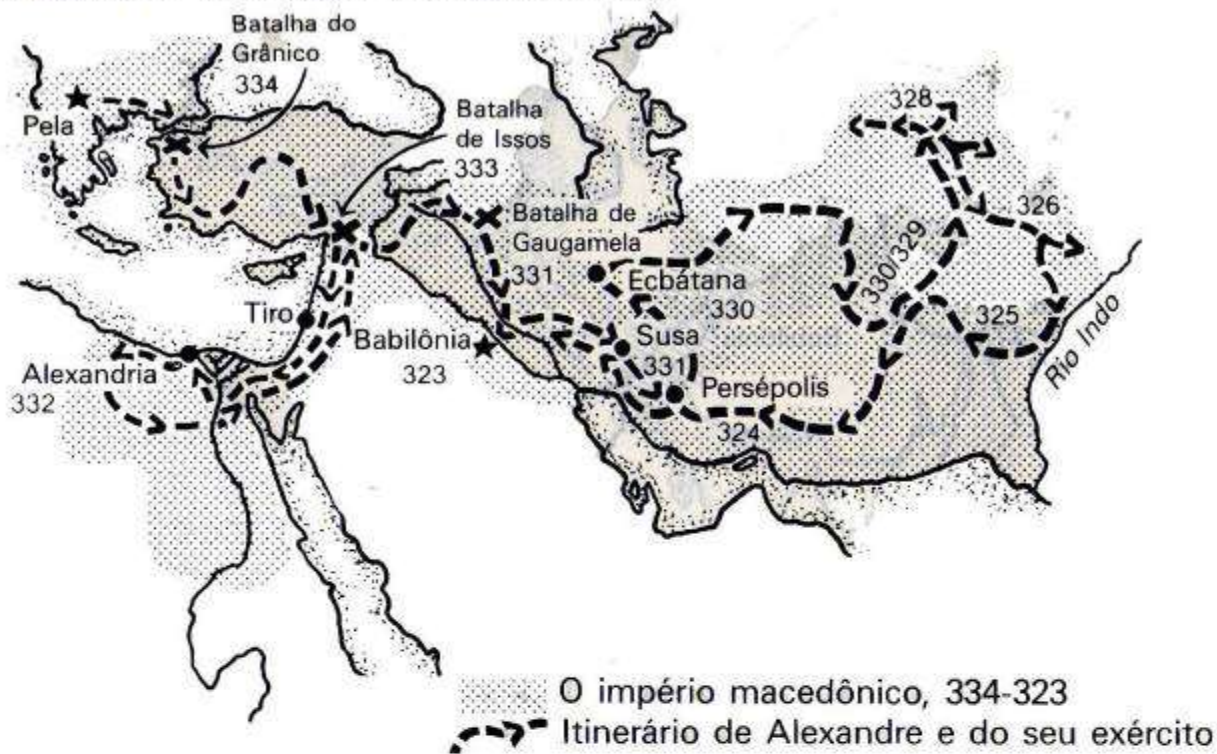 Batalha do
Grânico
334
Pela
Batalha
de Issos
333
Batalha de
Gaugamela
331
328
326
330/329
325
Rio Indo
Ecbátana
330
Tiro
Babilônia
323
Susa
331
Persépolis
324
Alexandria
332
O império macedônico, 334-323
Itinerário de Alexandre e do seu exército